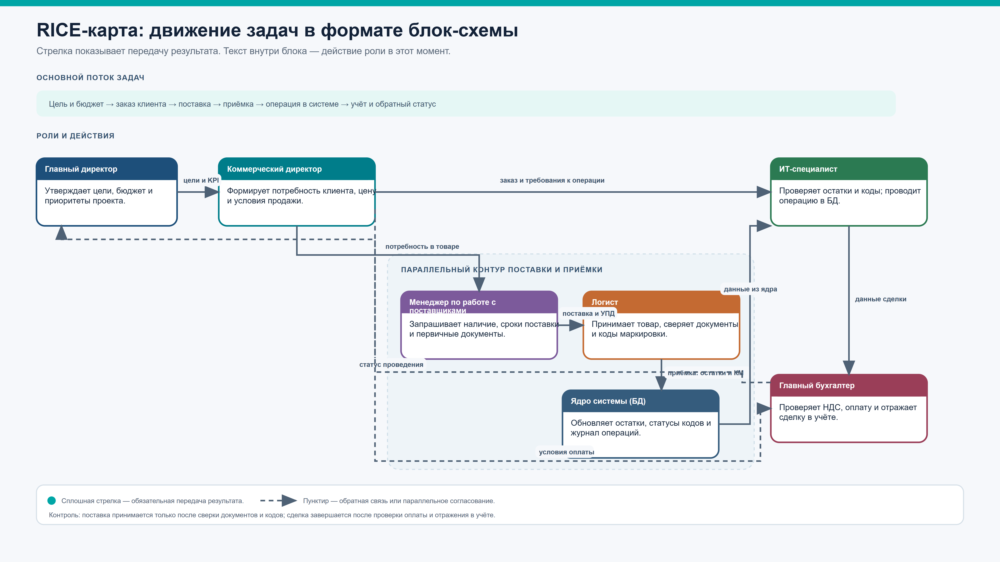 RICE-карта: движение задач в формате блок-схемы
Стрелка показывает передачу результата. Текст внутри блока — действие роли в этот момент.
ОСНОВНОЙ ПОТОК ЗАДАЧ
Цель и бюджет → заказ клиента → поставка → приёмка → операция в системе → учёт и обратный статус
РОЛИ И ДЕЙСТВИЯ
Главный директор
Утверждает цели, бюджет и
приоритеты проекта.
цели и KPI
Коммерческий директор
Формирует потребность клиента, цену
и условия продажи.
заказ и требования к операции
ИТ-специалист
Проверяет остатки и коды; проводит
операцию в БД.
потребность в товаре
ПАРАЛЛЕЛЬНЫЙ КОНТУР ПОСТАВКИ И ПРИЁМКИ
Менеджер по работе с
поставщиками
Запрашивает наличие, сроки поставки
и первичные документы.
поставка и УПД
Логист
Принимает товар, сверяет документы
и коды маркировки.
данные из ядра
данные сделки
статус проведения
приёмка: остатки и КМ
Ядро системы (БД)
Обновляет остатки, статусы кодов и
журнал операций.
условия оплаты
Главный бухгалтер
Проверяет НДС, оплату и отражает
сделку в учёте.
Сплошная стрелка — обязательная передача результата.
Пунктир — обратная связь или параллельное согласование.
Контроль: поставка принимается только после сверки документов и кодов; сделка завершается после проверки оплаты и отражения в учёте.